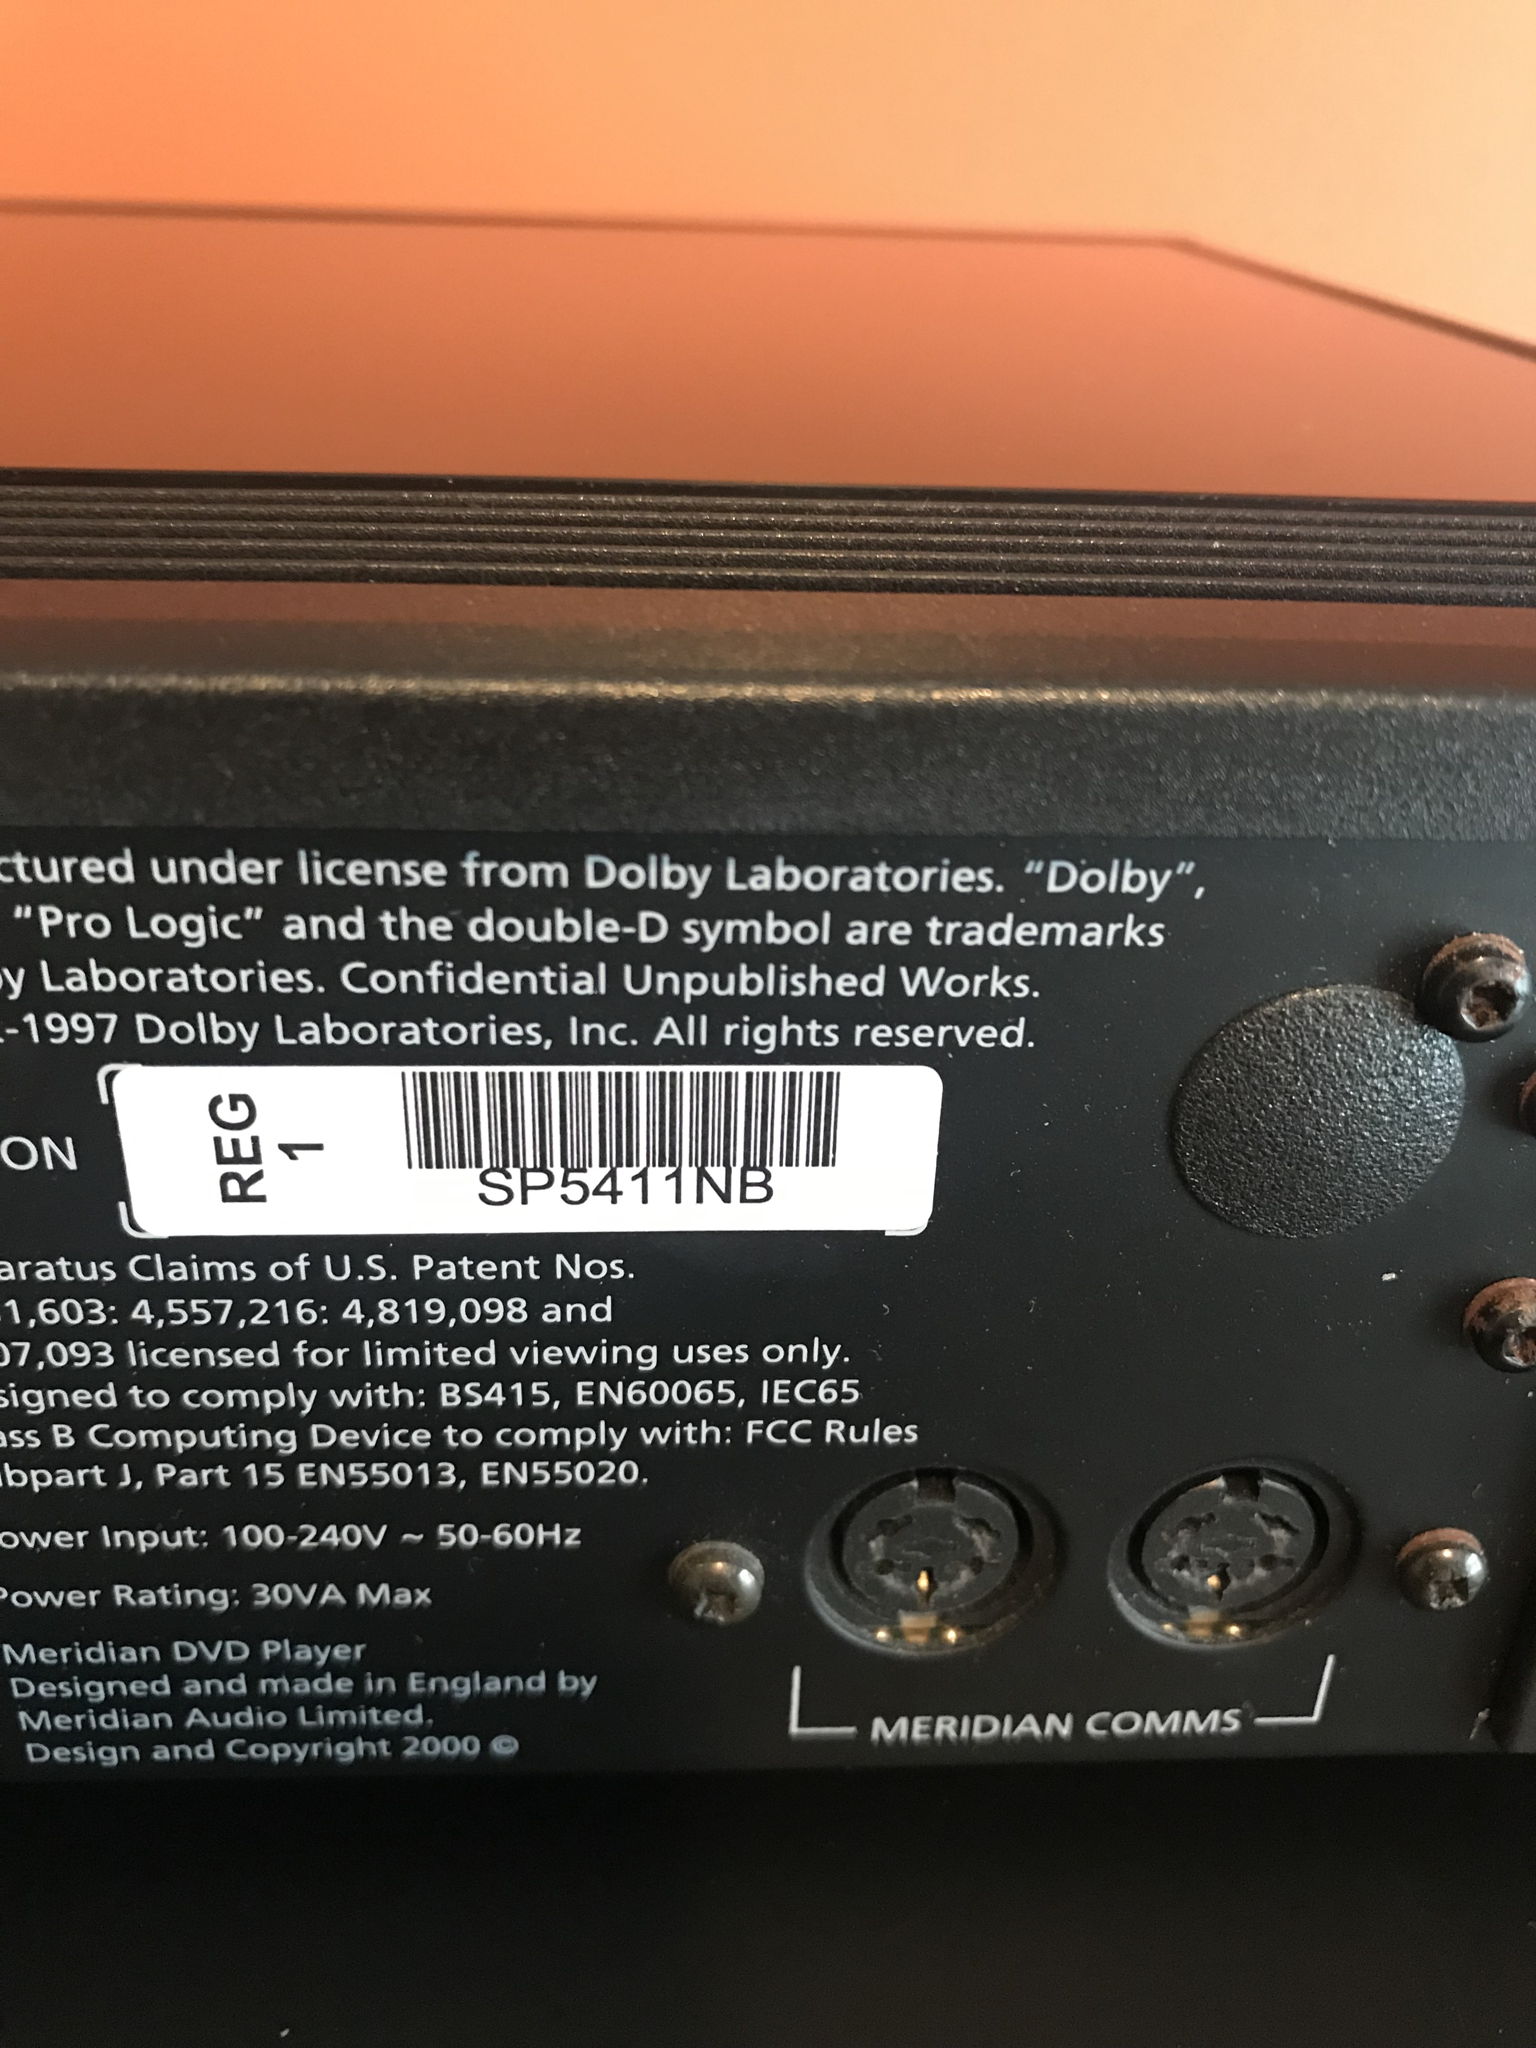 ctured under license from Dolby Laboratories. “Dolby”,
“Pro Logic” and the double-D symbol are trademarks
y Laboratories. Confidential Unpublished Works.
-1997 Dolby Laboratories, Inc. All rights reserved.
ON
REG
1
SP5411NB
aratus Claims of U.S. Patent Nos.
1,603: 4,557,216: 4,819,098 and
07,093 licensed for limited viewing uses only.
signed to comply with: BS415, EN60065, IEC65
ass B Computing Device to comply with: FCC Rules
bpart J, Part 15 EN55013, EN55020.
ower Input: 100-240V ~ 50-60Hz
Power Rating: 30VA Max
Meridian DVD Player
Designed and made in England by
Meridian Audio Limited.
Design and Copyright 2000 ©
MERIDIAN COMMS